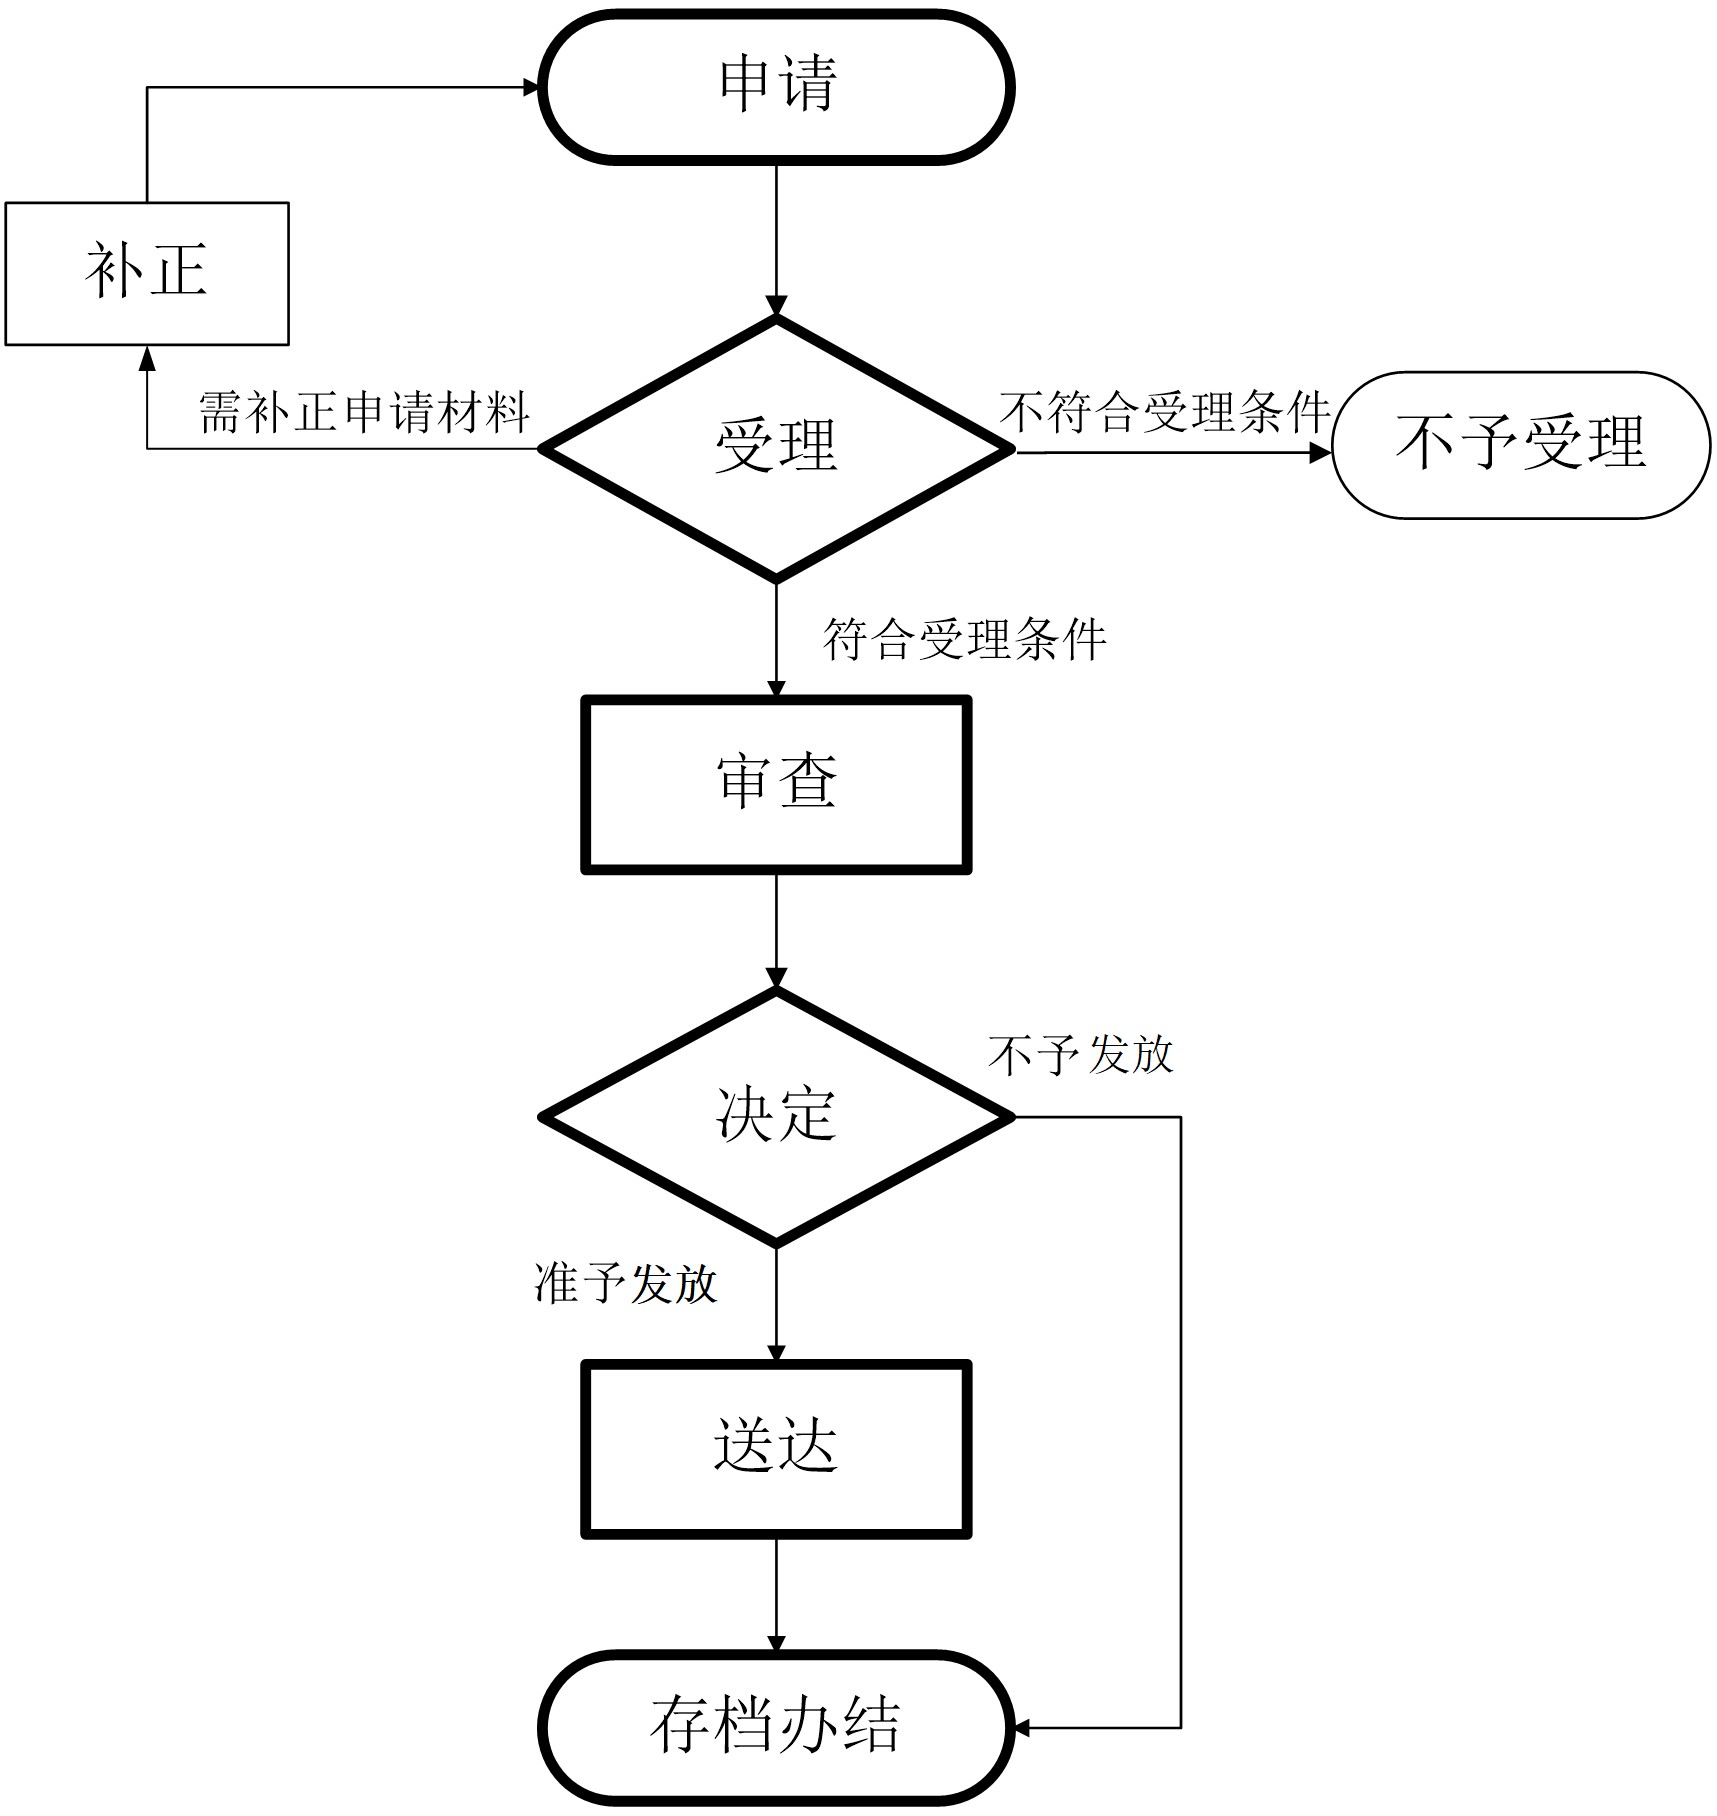 申请
补正
需补正申请材料
受理
不符合受理条件
不予受理
符合受理条件
审查
决定
不予发放
准予发放
送达
存档办结